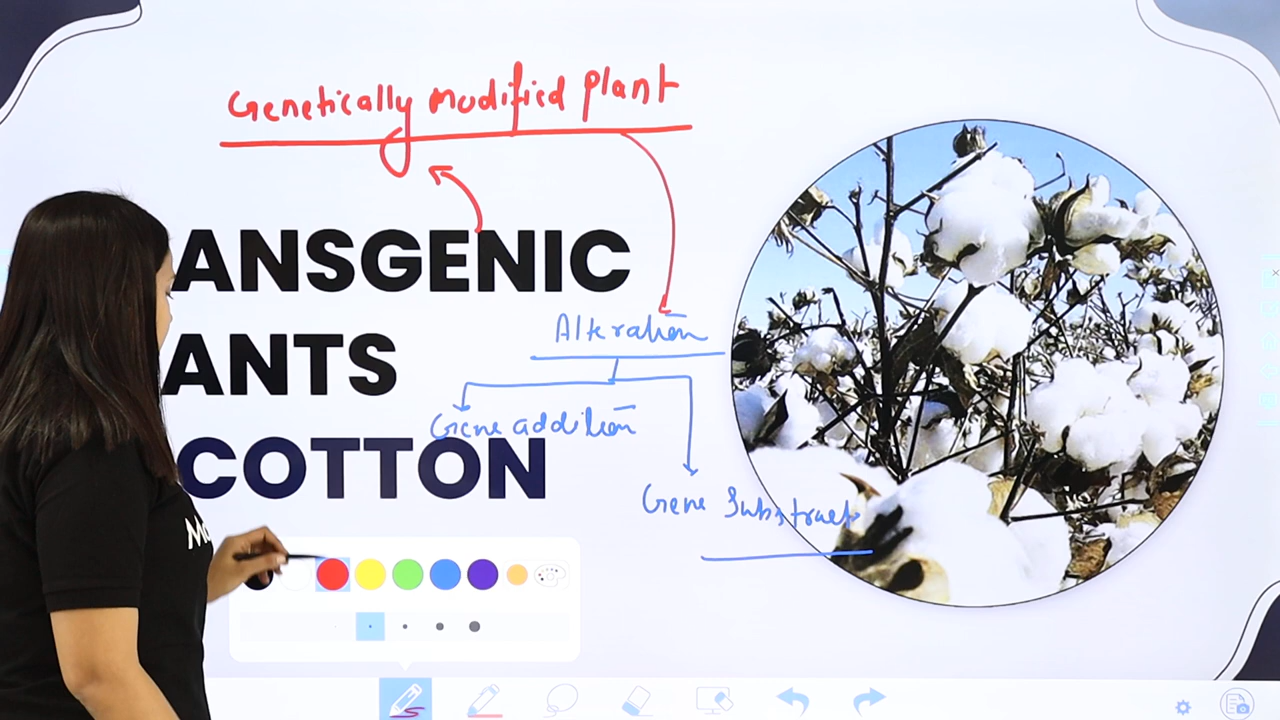 Genetically modified plant
ANSGENIC
Alteration
ANTS
Gene addition
COTTON
Gene Substract